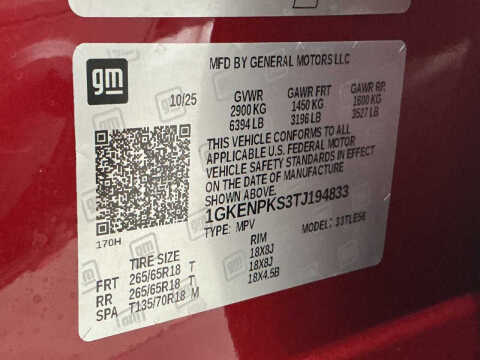 gm
MFD BY GENERAL MOTORS LLC
10/25 GVWR GAWR FRT GAWR RR
2900 KG 1450 KG 1600 KG
6394 LB 3196 LB 3527 LB
THIS VEHICLE CONFORMS TO ALL
APPLICABLE U.S. FEDERAL MOTOR
VEHICLE SAFETY STANDARDS IN EFFECT
ON THE DATE OF MANUFACTURE
SHOWN ABOVE.
1GKENPKS3TJ194833
170H TYPE: MPV MODEL: 33TLE56
TIRE SIZE RIM
FRT 265/65R18 T 18X8J
RR 265/65R18 T 18X8J
SPA T135/70R18 M 18X4.5B